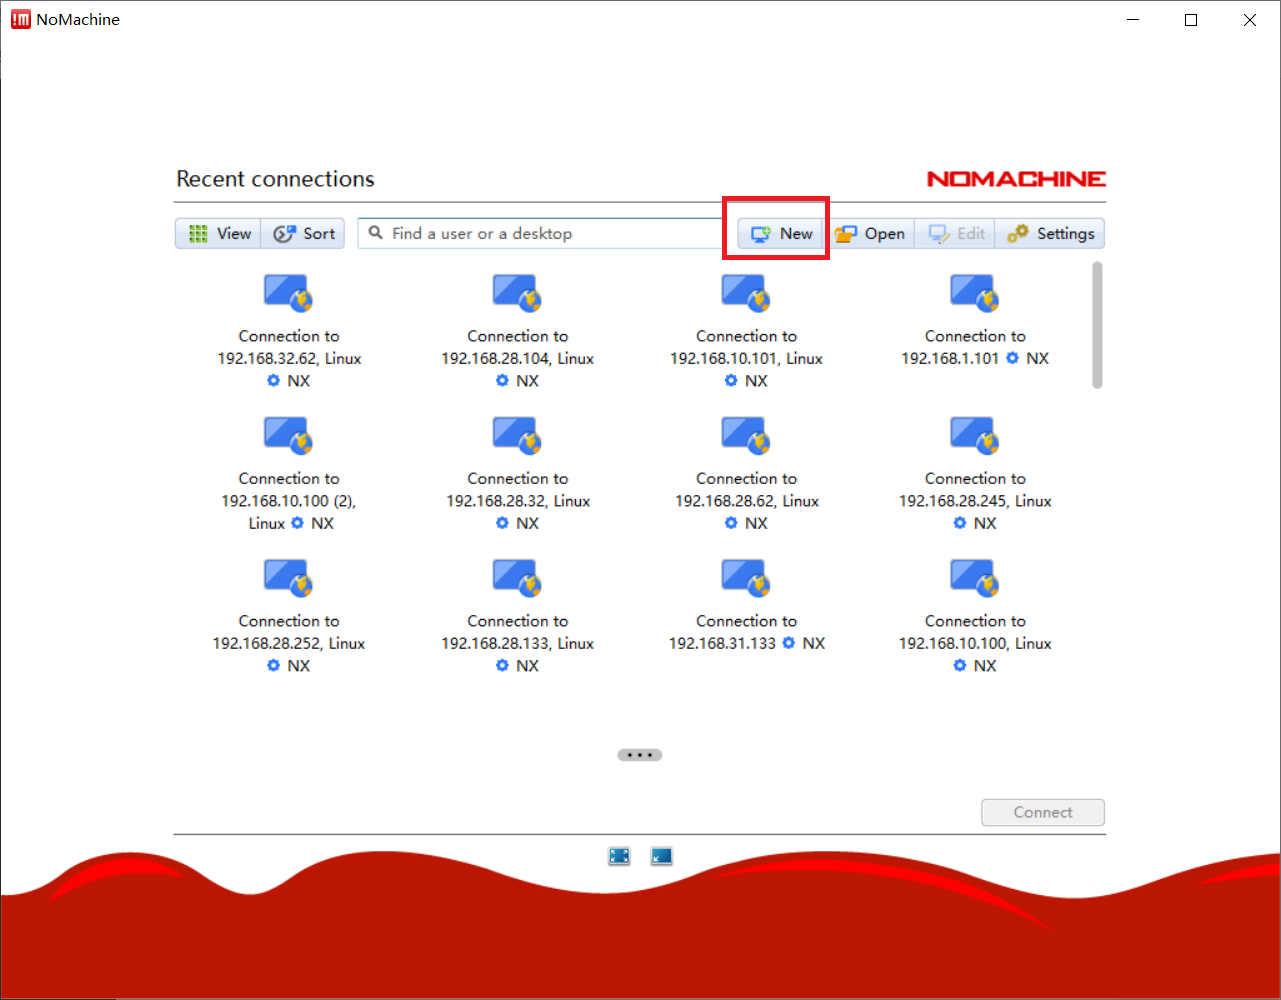 !M NoMachine
Recent connections
NOMACHINE
View
Sort
Find a user or a desktop
New
Open
Edit
Settings
Connection to
192.168.32.62, Linux
NX
Connection to
192.168.28.104, Linux
NX
Connection to
192.168.10.101, Linux
NX
Connection to
192.168.1.101 NX
Connection to
192.168.10.100 (2),
Linux NX
Connection to
192.168.28.32, Linux
NX
Connection to
192.168.28.62, Linux
NX
Connection to
192.168.28.245, Linux
NX
Connection to
192.168.28.252, Linux
NX
Connection to
192.168.28.133, Linux
NX
Connection to
192.168.31.133 NX
Connection to
192.168.10.100, Linux
NX
Connect